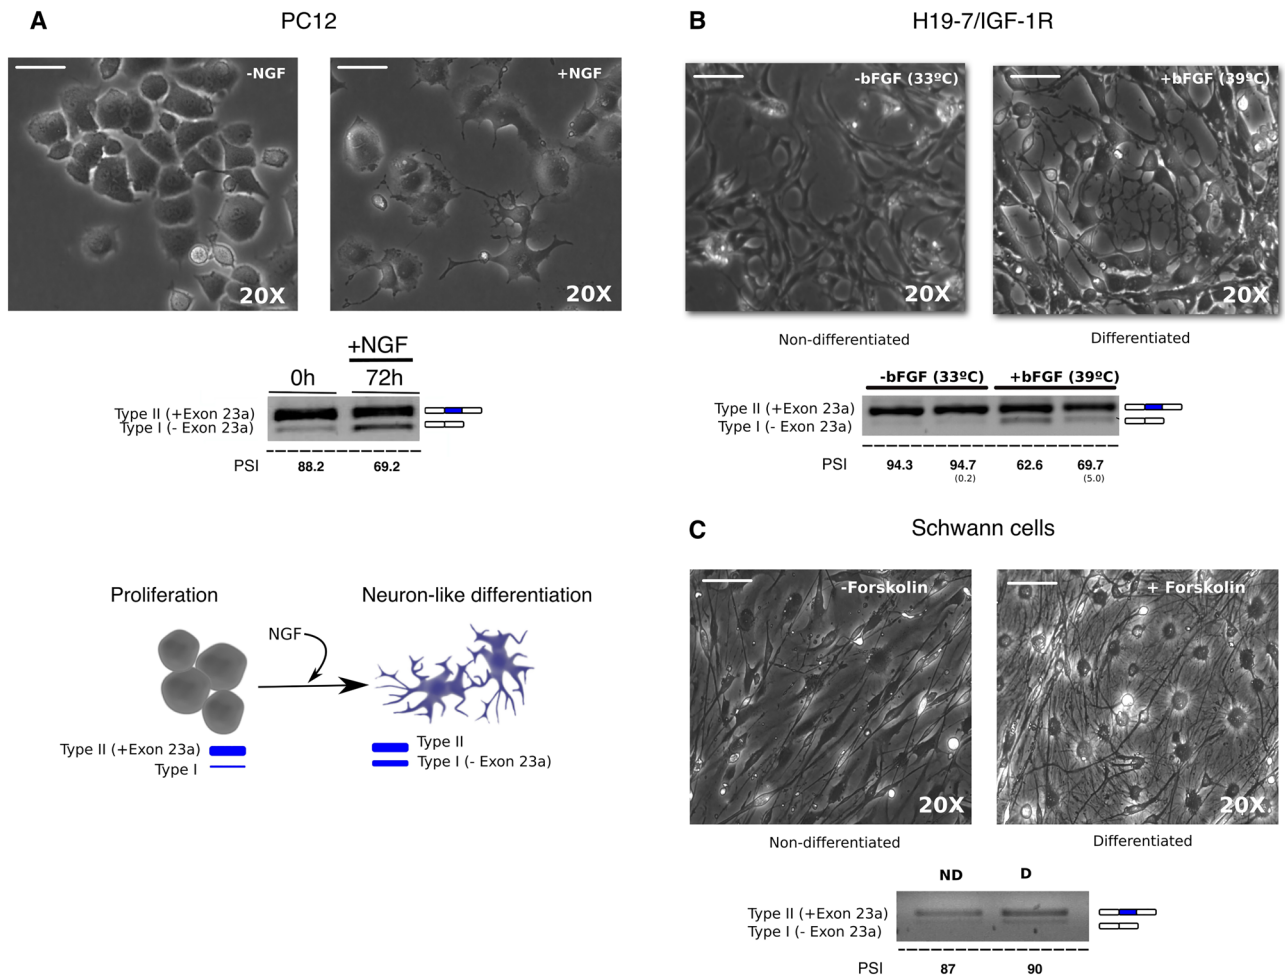 A
PC12
-NGF
20X
+NGF
20X
+NGF
0h
72h
Type II (+Exon 23a)
Type I (- Exon 23a)
PSI
88.2
69.2
Proliferation
Neuron-like differentiation
NGF
Type II (+Exon 23a)
Type I
Type II
Type I (- Exon 23a)
B
H19-7/IGF-1R
-bFGF (33ºC)
20X
+bFGF (39ºC)
20X
Non-differentiated
Differentiated
-bFGF (33ºC)
+bFGF (39ºC)
Type II (+Exon 23a)
Type I (- Exon 23a)
PSI
94.3
94.7
(0.2)
62.6
69.7
(5.0)
C
Schwann cells
-Forskolin
20X
+ Forskolin
20X
Non-differentiated
Differentiated
ND
D
Type II (+Exon 23a)
Type I (- Exon 23a)
PSI
87
90